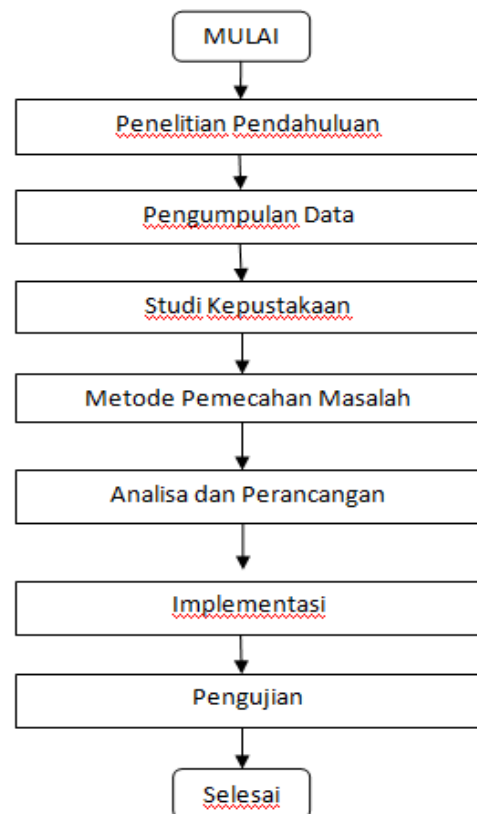 MULAI
Penelitian Pendahuluan
Pengumpulan Data
Studi Kepustakaan
Metode Pemecahan Masalah
Analisa dan Perancangan
Implementasi
Pengujian
Selesai